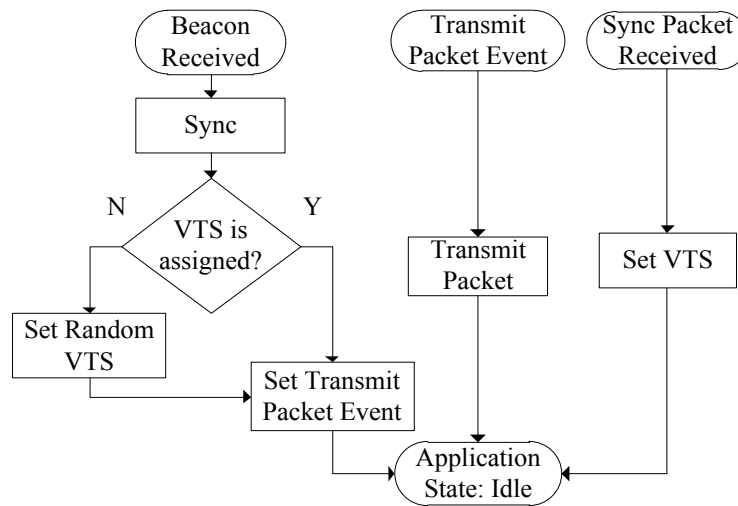 Beacon
Received
Transmit
Packet Event
Sync Packet
Received
Sync
N
Y
VTS is
assigned?
Transmit
Packet
Set VTS
Set Random
VTS
Set Transmit
Packet Event
Application
State: Idle